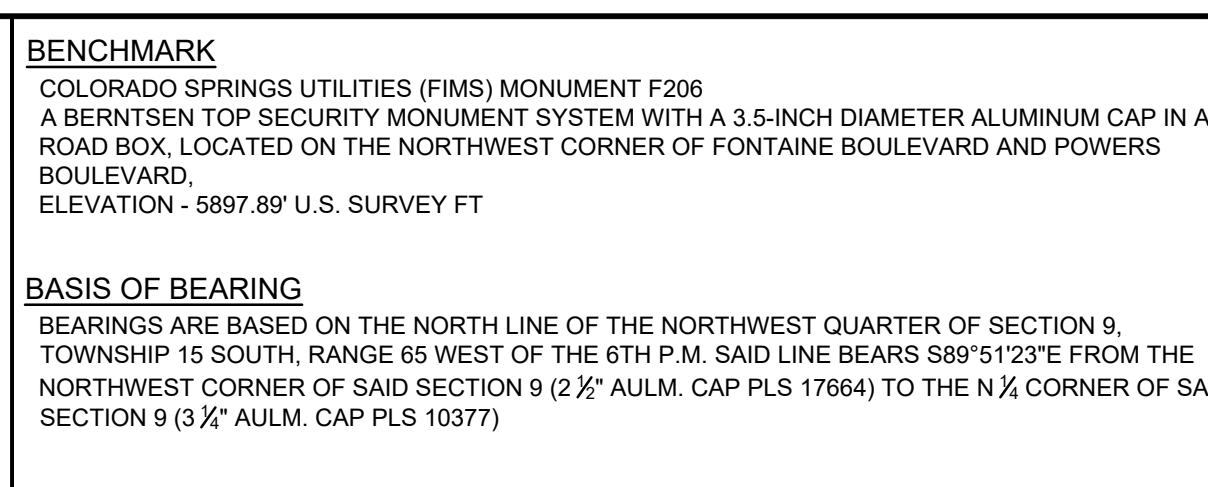 BENCHMARK
COLORADO SPRINGS UTILITIES (FIMS) MONUMENT F206
A BERNTSEN TOP SECURITY MONUMENT SYSTEM WITH A 3.5-INCH DIAMETER ALUMINUM CAP IN A
ROAD BOX, LOCATED ON THE NORTHWEST CORNER OF FONTAINE BOULEVARD AND POWERS
BOULEVARD,
ELEVATION - 5897.89' U.S. SURVEY FT
BASIS OF BEARING
BEARINGS ARE BASED ON THE NORTH LINE OF THE NORTHWEST QUARTER OF SECTION 9,
TOWNSHIP 15 SOUTH, RANGE 65 WEST OF THE 6TH P.M. SAID LINE BEARS S89°51'23"E FROM THE
NORTHWEST CORNER OF SAID SECTION 9 (2 ½" AULM. CAP PLS 17664) TO THE N ¼ CORNER OF SA
SECTION 9 (3 ¼" AULM. CAP PLS 10377)